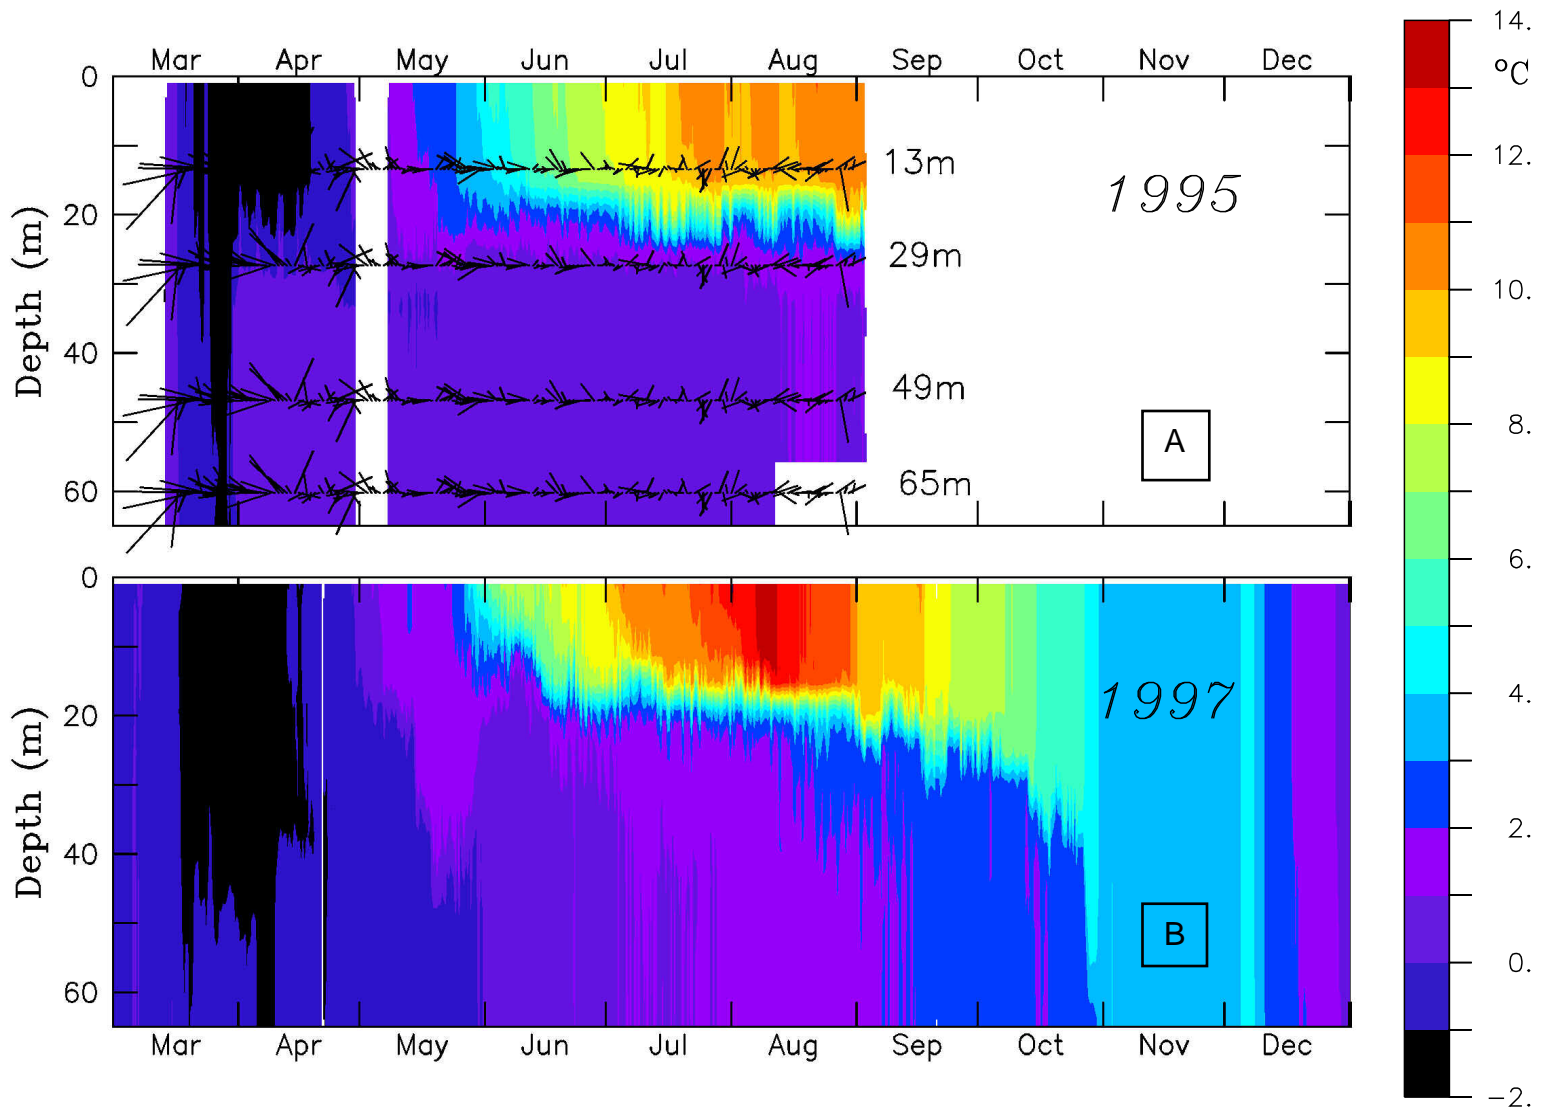 Mar Apr May Jun Jul Aug Sep Oct Nov Dec
0
20
40
60
Depth (m)
13m
29m
49m
65m
1995
A
0
20
40
60
Depth (m)
1997
B
Mar Apr May Jun Jul Aug Sep Oct Nov Dec
14.
°C
12.
10.
8.
6.
4.
2.
0.
-2.